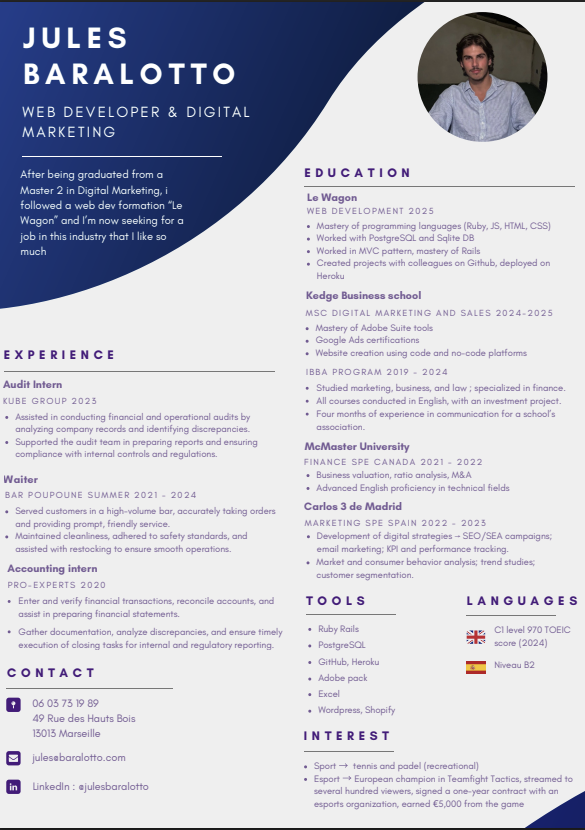 JULES
BARALOTTO
WEB DEVELOPER & DIGITAL
MARKETING
After being graduated from a
Master 2 in Digital Marketing, i
followed a web dev formation “Le
Wagon” and I’m now seeking for a
job in this industry that I like so
much
EXPERIENCE
Audit Intern
KUBE GROUP 2025
• Assisted in conducting financial and operational audits by
analyzing company records and identifying discrepancies.
• Supported the audit team in preparing reports and ensuring
compliance with internal controls and regulations.
Waiter
BAR POUPOUNE SUMMER 2021 - 2024
• Served customers in a high-volume bar, accurately taking orders
and providing prompt, friendly service.
• Maintained cleanliness, adhered to safety standards, and
assisted with restocking to ensure smooth operations.
Accounting intern
PRO-EXPERTS 2020
• Enter and verify financial transactions, reconcile accounts, and
assist in preparing financial statements.
• Gather documentation, analyze discrepancies, and ensure timely
execution of closing tasks for internal and regulatory reporting.
CONTACT
06 03 73 19 89
49 Rue des Hauts Bois
13013 Marseille
jules@baralotto.com
LinkedIn : @julesbaralotto
EDUCATION
Le Wagon
WEB DEVELOPMENT 2025
• Mastery of programming languages (Ruby, JS, HTML, CSS)
• Worked with PostgreSQL and Sqlite DB
• Worked in MVC pattern, mastery of Rails
• Created projects with colleagues on Github, deployed on
Heroku
Kedge Business school
MSC DIGITAL MARKETING AND SALES 2024-2025
• Mastery of Adobe Suite tools
• Google Ads certifications
• Website creation using code and no-code platforms
IBBA PROGRAM 2019 - 2024
• Studied marketing, business, and law ; specialized in finance.
• All courses conducted in English, with an investment project.
• Four months of experience in communication for a school’s
association.
McMaster University
FINANCE SPE CANADA 2021 - 2022
• Business valuation, ratio analysis, M&A
• Advanced English proficiency in technical fields
Carlos 3 de Madrid
MARKETING SPE SPAIN 2022 - 2023
• Development of digital strategies → SEO/SEA campaigns;
email marketing; KPI and performance tracking.
• Market and consumer behavior analysis; trend studies;
customer segmentation.
TOOLS
• Ruby Rails
• PostgreSQL
• GitHub, Heroku
• Adobe pack
• Excel
• Wordpress, Shopify
LANGUAGES
C1 level 970 TOEIC
score (2024)
Niveau B2
INTEREST
• Sport → tennis and padel (recreational)
• Esport → European champion in Teamfight Tactics, streamed to
several hundred viewers, signed a one-year contract with an
esports organization, earned €5,000 from the game